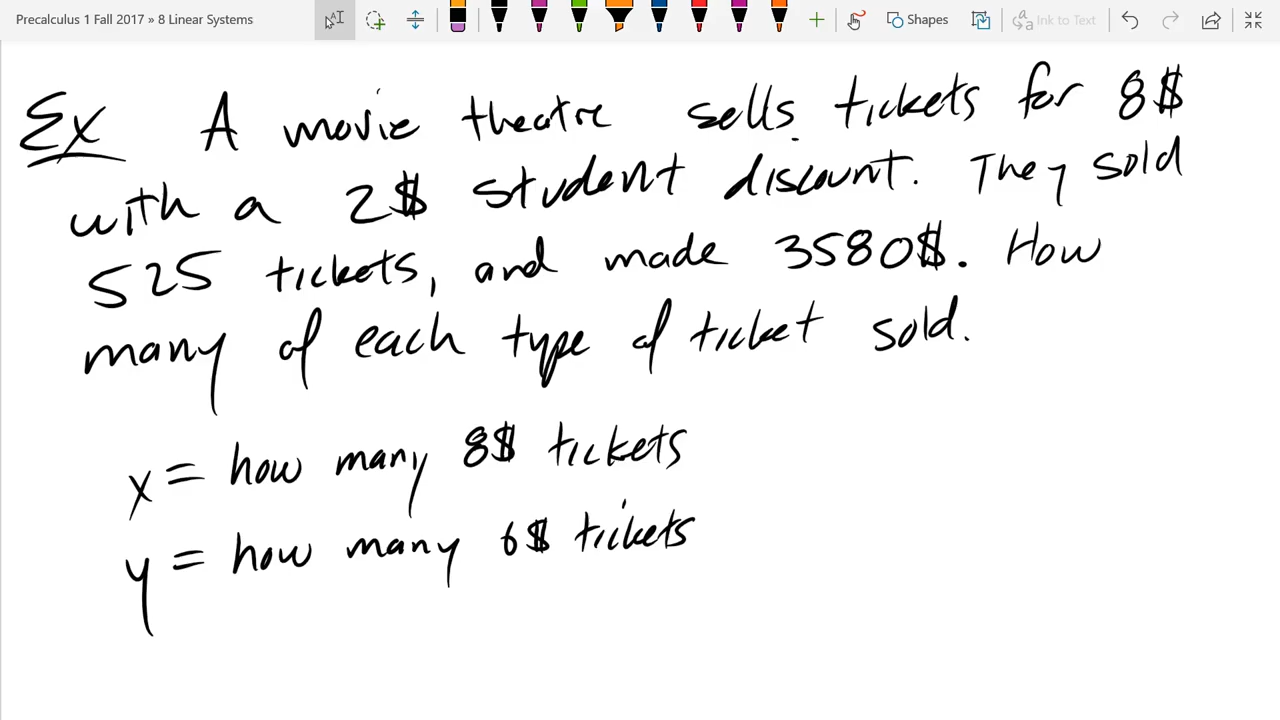 Precalculus 1 Fall 2017 » 8 Linear Systems
Shapes
Ink to Text
Ex A movie theatre sells tickets for 8$
with a 2$ student discount. They sold
525 tickets, and made 3580$. How
many of each type of ticket sold.
x = how many 8$ tickets
y = how many 6$ tickets